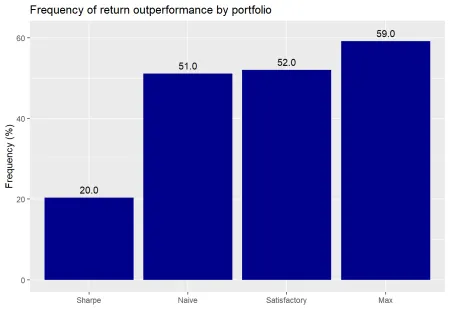 Frequency of return outperformance by portfolio
Frequency (%)
60
40
20
0
20.0
51.0
52.0
59.0
Sharpe
Naive
Satisfactory
Max